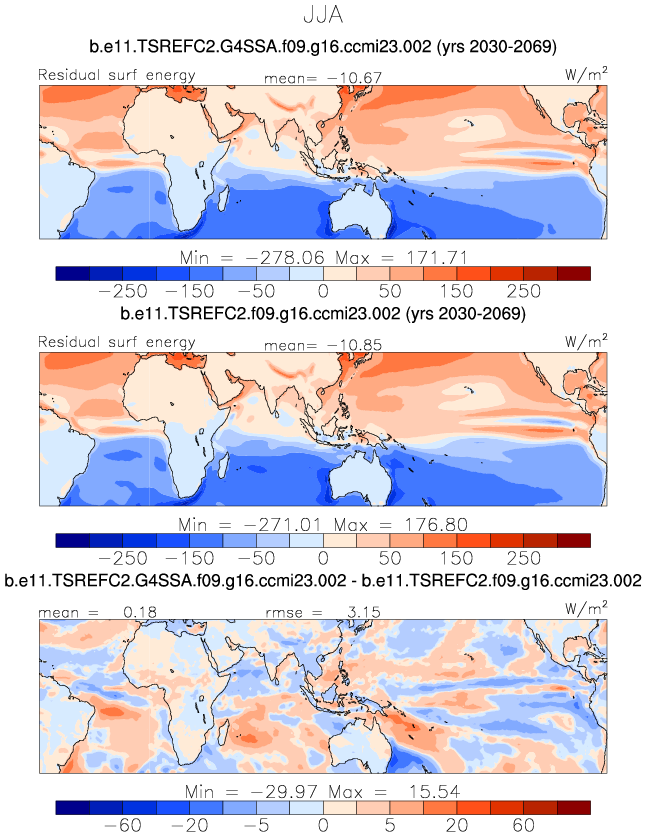 JJA
b.e11.TSREFC2.G4SSA.f09.g16.ccmi23.002 (yrs 2030-2069)
Residual surf energy mean= −10.67 W/m²
Min = −278.06 Max = 171.71
−250 −150 −50 0 50 150 250
b.e11.TSREFC2.f09.g16.ccmi23.002 (yrs 2030-2069)
Residual surf energy mean= −10.85 W/m²
Min = −271.01 Max = 176.80
−250 −150 −50 0 50 150 250
b.e11.TSREFC2.G4SSA.f09.g16.ccmi23.002 - b.e11.TSREFC2.f09.g16.ccmi23.002
mean = 0.18 rmse = 3.15 W/m²
Min = −29.97 Max = 15.54
−60 −20 −5 0 5 20 60